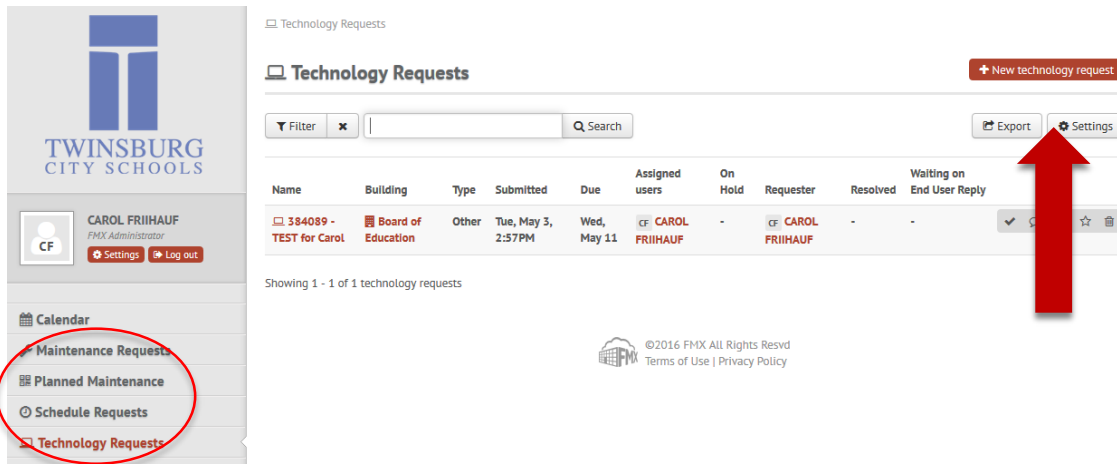 TWINSBURG
CITY SCHOOLS
CF
CAROL FRIIHAUF
FMX Administrator
Settings Log out
Calendar
Maintenance Requests
Planned Maintenance
Schedule Requests
Technology Requests
Technology Requests
Technology Requests
New technology request
Filter Search
Export Settings
Name Building Type Submitted Due Assigned users On Hold Requester Resolved Waiting on End User Reply
384089 - Board of Other Tue, May 3, Wed, CF CAROL - CF CAROL - -
TEST for Carol Education 2:57PM May 11 FRIIHAUF FRIIHAUF
Showing 1 - 1 of 1 technology requests
FMX
©2016 FMX All Rights Resvd
Terms of Use | Privacy Policy